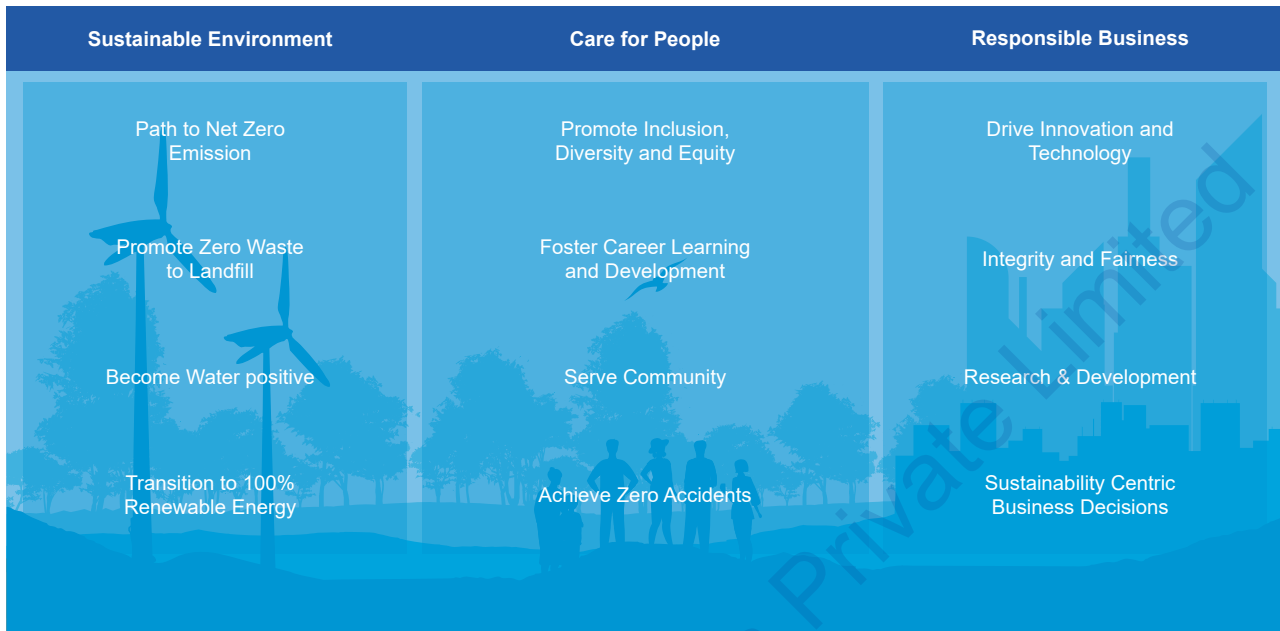 Sustainable Environment
Care for People
Responsible Business
Path to Net Zero
Emission
Promote Zero Waste
to Landfill
Become Water positive
Transition to 100%
Renewable Energy
Promote Inclusion,
Diversity and Equity
Foster Career Learning
and Development
Serve Community
Achieve Zero Accidents
Drive Innovation and
Technology
Integrity and Fairness
Research & Development
Sustainability Centric
Business Decisions
Private Limited